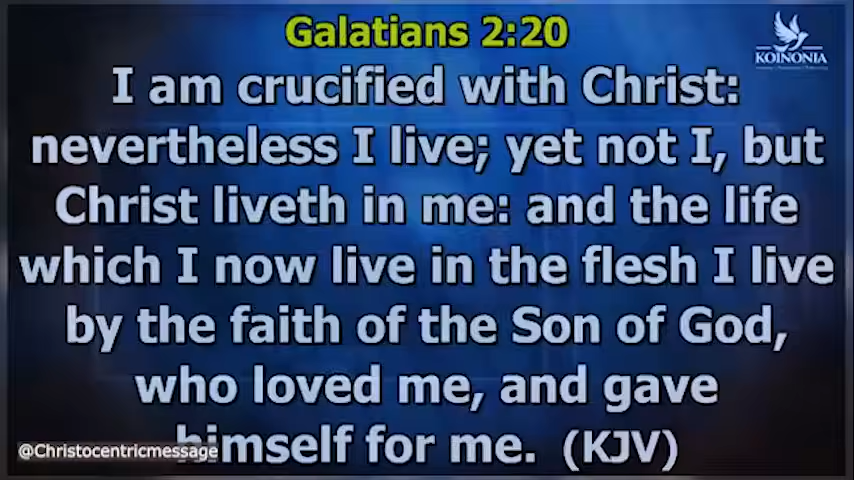 Galatians 2:20
KOINONIA
I am crucified with Christ:
nevertheless I live; yet not I, but
Christ liveth in me: and the life
which I now live in the flesh I live
by the faith of the Son of God,
who loved me, and gave
himself for me. (KJV)
@Christocentricmessage